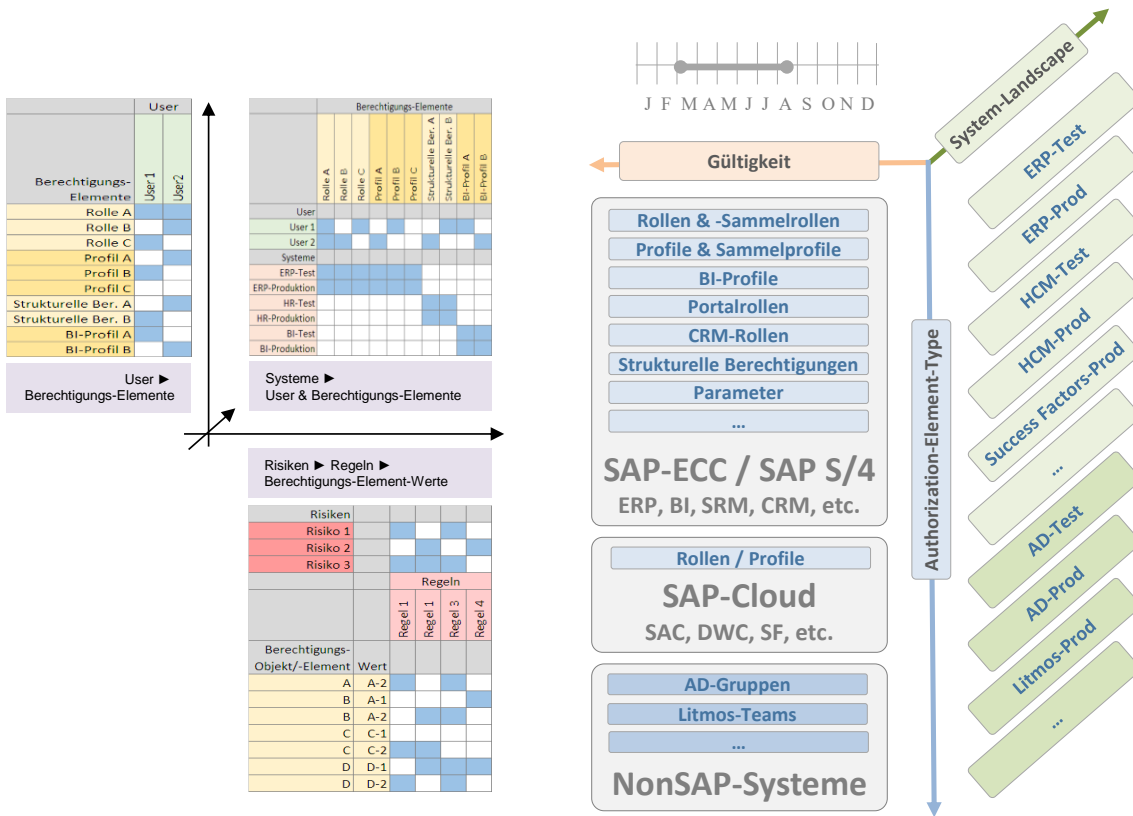 User
Berechtigungs-
Elemente
User 1
User2
Rolle A
Rolle B
Rolle C
Profil A
Profil B
Profil C
Strukturelle Ber. A
Strukturelle Ber. B
BI-Profil A
BI-Profil B
User ►
Berechtigungs-Elemente
Berechtigungs-Elemente
Rolle A
Rolle B
Rolle C
Profil A
Profil B
Profil C
Strukturelle Ber. A
Strukturelle Ber. B
BI-Profil A
BI-Profil B
User
User 1
User 2
Systeme
ERP-Test
ERP-Produktion
HR-Test
HR-Produktion
BI-Test
BI-Produktion
Systeme ►
User & Berechtigungs-Elemente
Risiken ► Regeln ►
Berechtigungs-Element-Werte
Risiken
Risiko 1
Risiko 2
Risiko 3
Regeln
Regel 1
Regel 1
Regel 3
Regel 4
Berechtigungs-
Objekt/-Element Wert
A A-2
B A-1
B A-2
C C-1
C C-2
D D-1
D D-2
J F M A M J J A S O N D
Gültigkeit
Rollen & -Sammelrollen
Profile & Sammelprofile
BI-Profile
Portalrollen
CRM-Rollen
Strukturelle Berechtigungen
Parameter
...
SAP-ECC / SAP S/4
ERP, BI, SRM, CRM, etc.
Rollen / Profile
SAP-Cloud
SAC, DWC, SF, etc.
AD-Gruppen
Litmos-Teams
...
NonSAP-Systeme
Authorization-Element-Type
System-Landscape
ERP-Test
ERP-Prod
HCM-Test
HCM-Prod
Success Factors-Prod
...
AD-Test
AD-Prod
Litmos-Prod
...